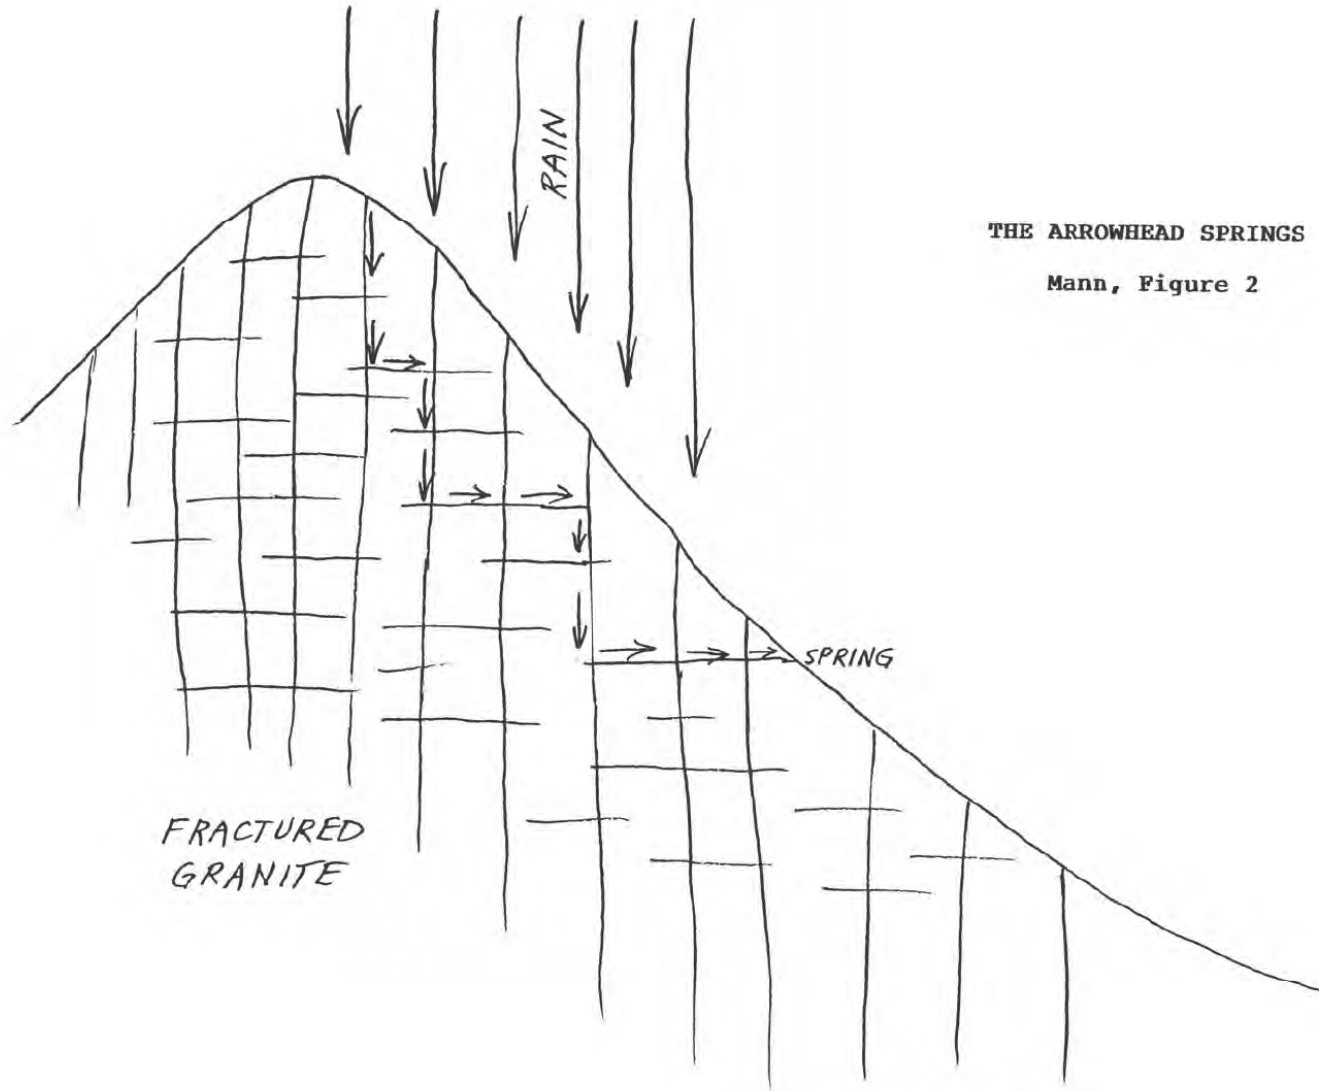 RAIN
THE ARROWHEAD SPRINGS
Mann, Figure 2
SPRING
FRACTURED
GRANITE